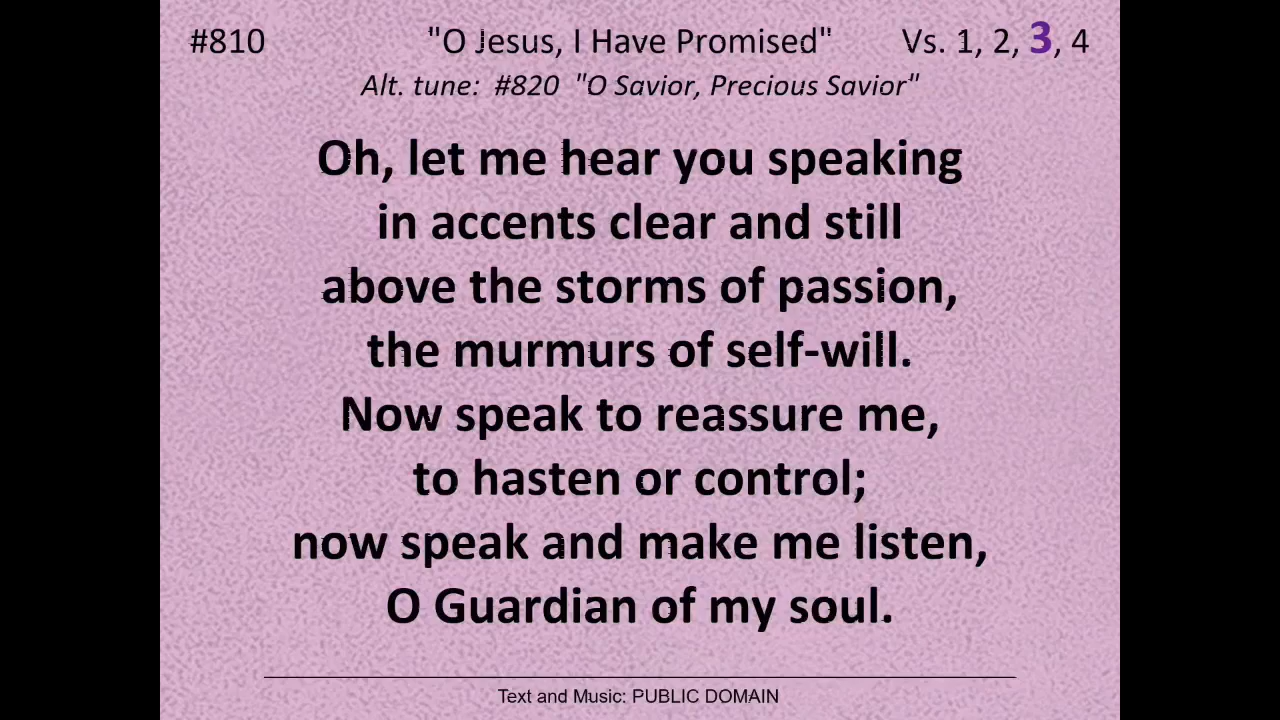 #810 "O Jesus, I Have Promised" Vs. 1, 2, 3, 4
Alt. tune: #820 "O Savior, Precious Savior"
Oh, let me hear you speaking
in accents clear and still
above the storms of passion,
the murmurs of self-will.
Now speak to reassure me,
to hasten or control;
now speak and make me listen,
O Guardian of my soul.
Text and Music: PUBLIC DOMAIN